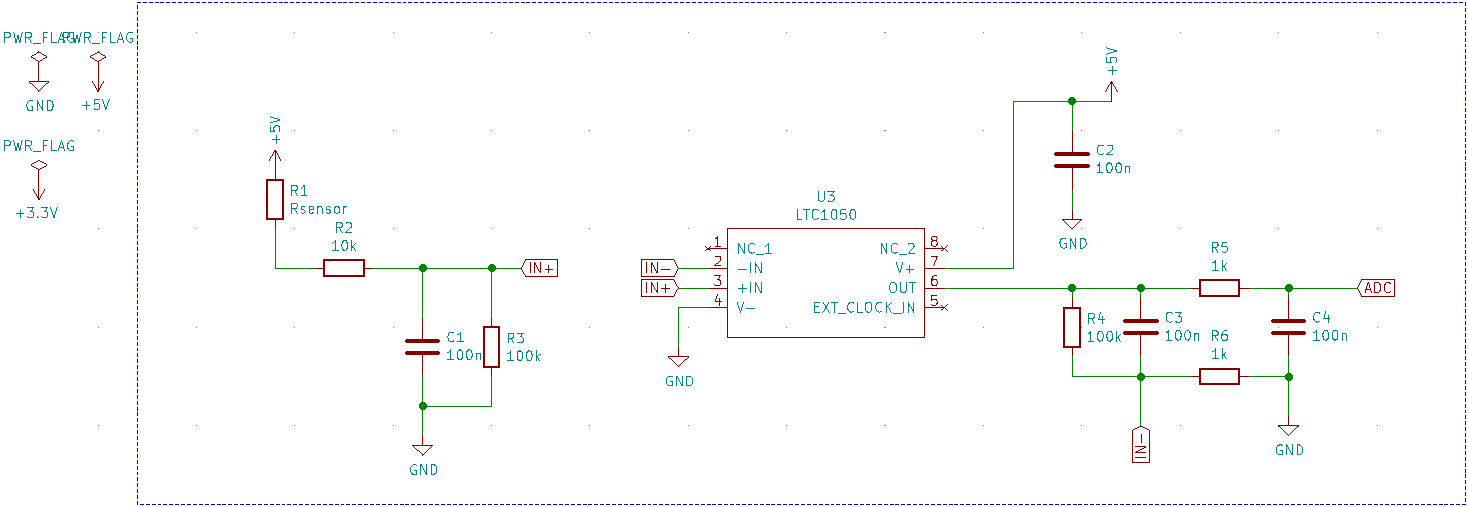 PWR_FLAG
PWR_FLAG
GND
+5V
PWR_FLAG
+3.3V
+5V
R1
Rsensor
R2
10k
IN+
C1
100n
R3
100k
GND
U3
LTC1050
1
NC_1
2
-IN
3
+IN
4
V-
NC_2
8
V+
7
OUT
6
EXT_CLOCK_IN
5
IN-
IN+
GND
+5V
C2
100n
GND
R5
1k
ADC
R4
100k
C3
100n
R6
1k
C4
100n
IN-
GND